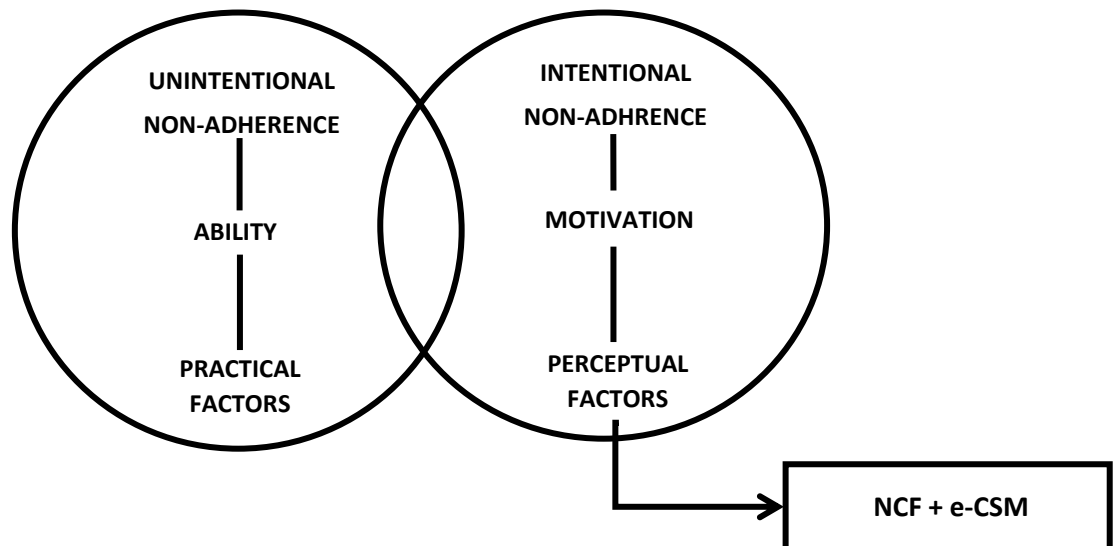 UNINTENTIONAL
NON-ADHERENCE
ABILITY
PRACTICAL
FACTORS
INTENTIONAL
NON-ADHRENCE
MOTIVATION
PERCEPTUAL
FACTORS
NCF + e-CSM